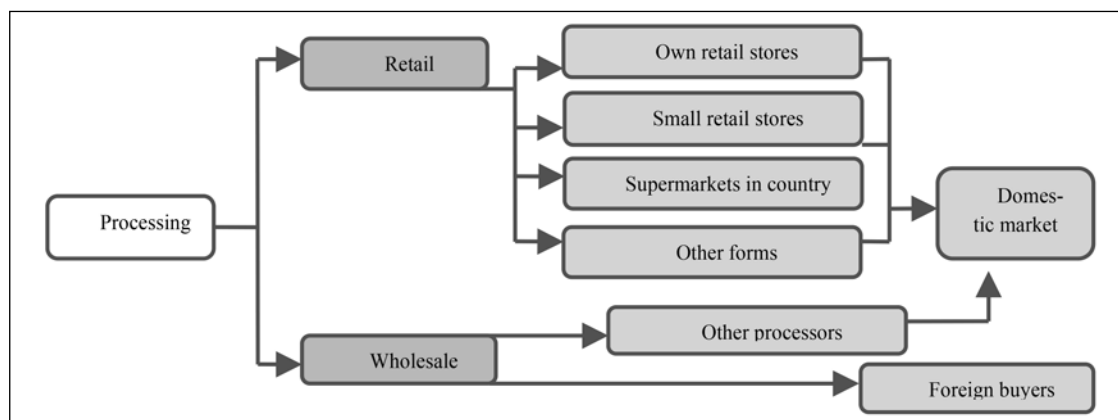 Processing
Retail
Own retail stores
Small retail stores
Supermarkets in country
Other forms
Domes-
tic market
Wholesale
Other processors
Foreign buyers